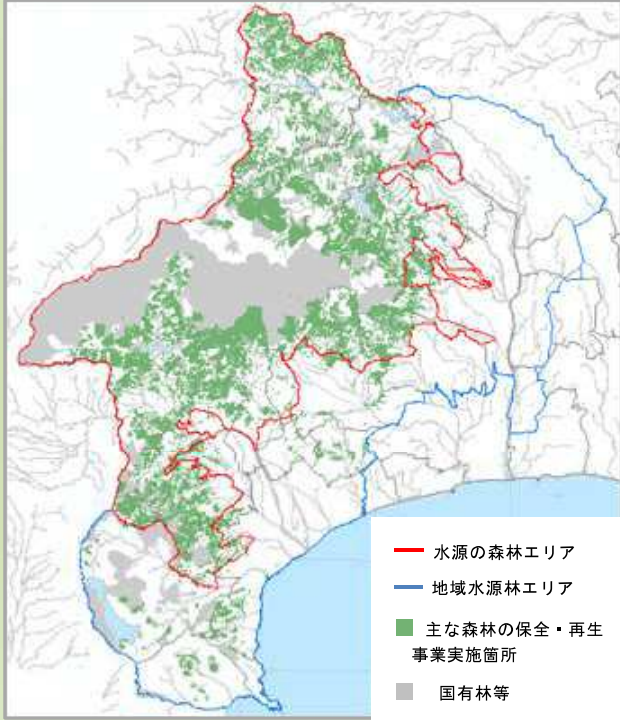 水源の森林エリア
地域水源林エリア
主な森林の保全・再生
事業実施箇所
国有林等